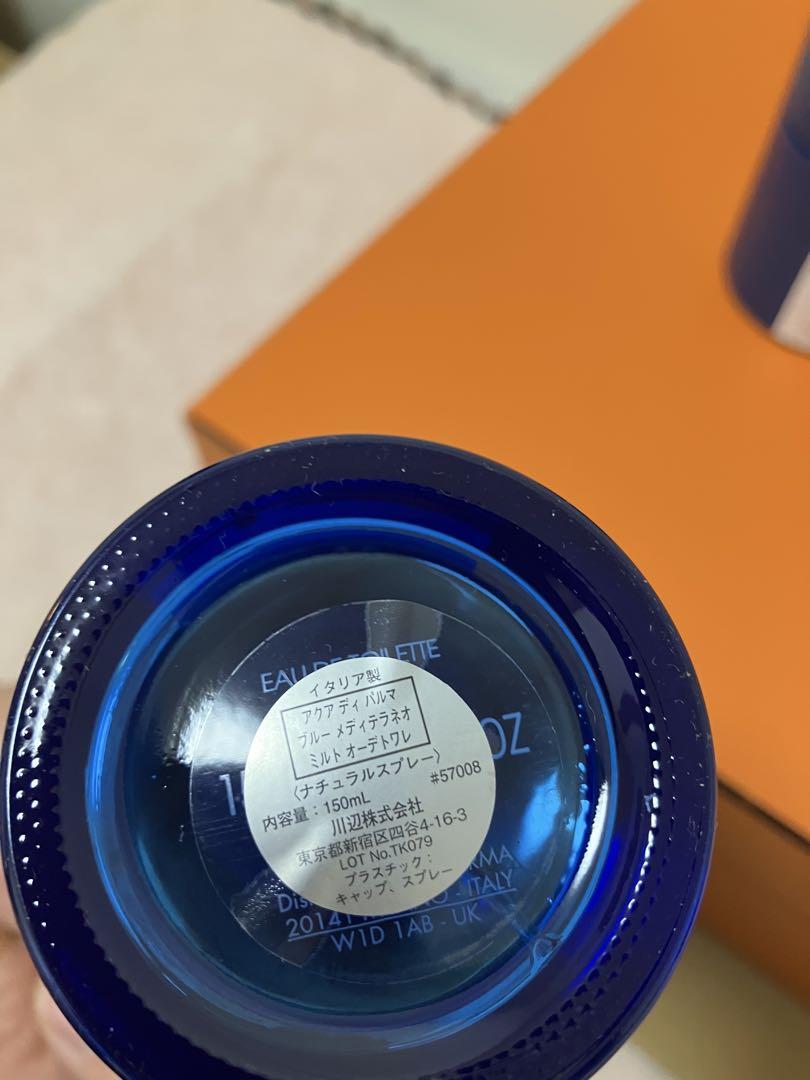 EAU DE TOILETTE
イタリア製
アクア ディ パルマ
ブルー メディテラネオ
ミルト オーデトワレ
〈ナチュラルスプレー〉
#57008
内容量：150mL
川辺株式会社
東京都新宿区四谷4-16-3
LOT No.TK079
プラスチック：
キャップ、スプレー
OZ
ITALY
W1D 1AB - UK